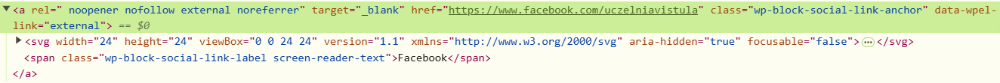 ▼<a rel=" noopener nofollow external noreferrer" target="_blank" href="https://www.facebook.com/uczelniavistula" class="wp-block-social-link-anchor" data-wpel-
link="external"> == $0
▶<svg width="24" height="24" viewBox="0 0 24 24" version="1.1" xmlns="http://www.w3.org/2000/svg" aria-hidden="true" focusable="false">…</svg>
<span class="wp-block-social-link-label screen-reader-text">Facebook</span>
</a>